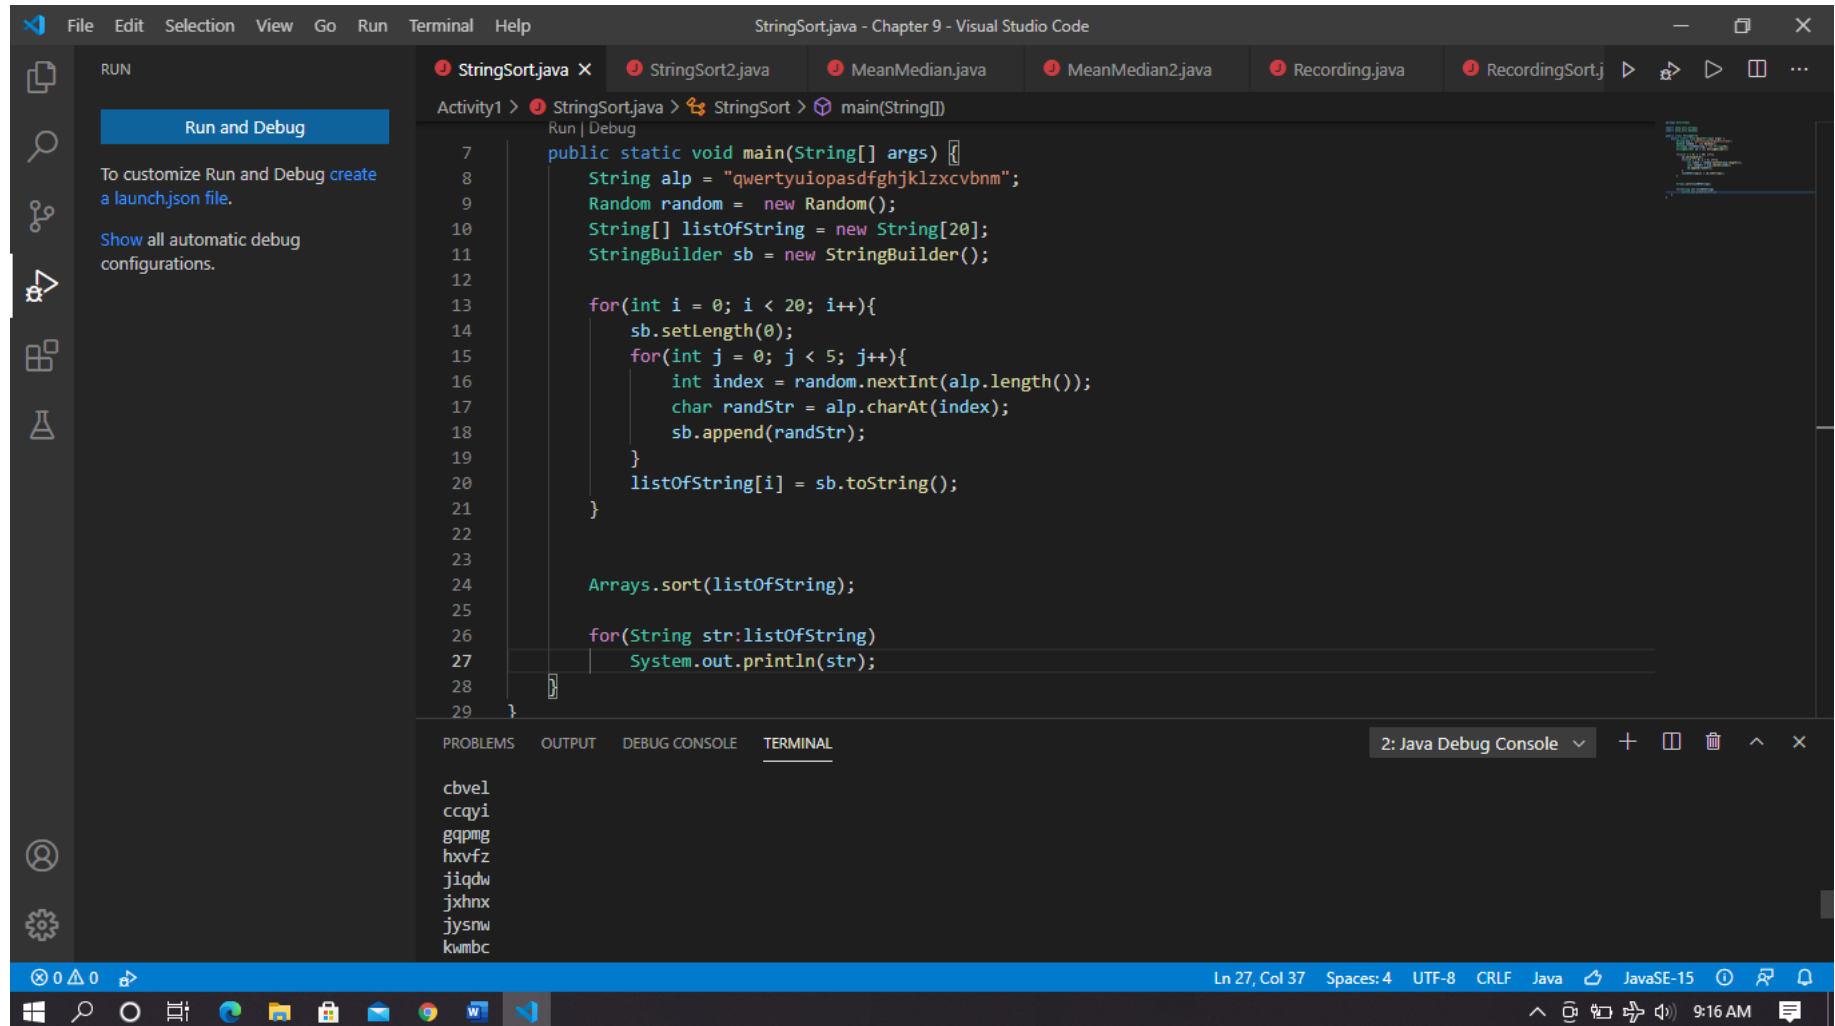 File Edit Selection View Go Run Terminal Help StringSort.java - Chapter 9 - Visual Studio Code
RUN
Run and Debug
To customize Run and Debug create
a launch.json file.
Show all automatic debug
configurations.
StringSort.java StringSort2.java MeanMedian.java MeanMedian2.java Recording.java RecordingSort.j
Activity1 > StringSort.java > StringSort > main(String[])
Run | Debug
7 public static void main(String[] args) {
8 String alp = "qwertyuiopasdfghjklzxcvbnm";
9 Random random =  new Random();
10 String[] listOfString = new String[20];
11 StringBuilder sb = new StringBuilder();
12
13 for(int i = 0; i < 20; i++){
14 sb.setLength(0);
15 for(int j = 0; j < 5; j++){
16 int index = random.nextInt(alp.length());
17 char randStr = alp.charAt(index);
18 sb.append(randStr);
19 }
20 listOfString[i] = sb.toString();
21 }
22
23
24 Arrays.sort(listOfString);
25
26 for(String str:listOfString)
27 System.out.println(str);
28 }
29 }
PROBLEMS OUTPUT DEBUG CONSOLE TERMINAL 2: Java Debug Console
cbvel
ccqyi
gqpmg
hxvfz
jiqdw
jxhnx
jysnw
kwmbc
0 0 Ln 27, Col 37 Spaces: 4 UTF-8 CRLF Java JavaSE-15
9:16 AM